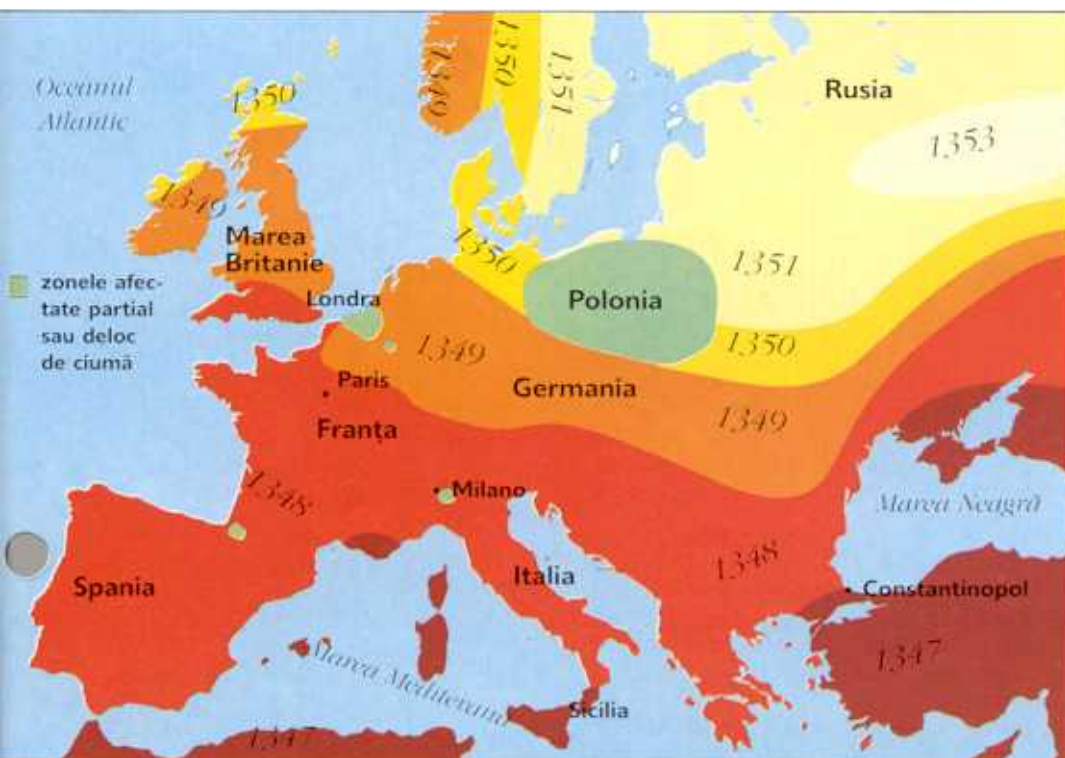 Oceanul
Atlantic
1350
1349
1350
1351
Rusia
1353
1349
Marea
Britanie
zonele afec-
tate partial
sau deloc
de ciumă
Londra
1350
Polonia
1351
1349
1350
Paris
Germania
Franța
1349
1348
Milano
Marea Neagră
Spania
Italia
1348
Constantinopol
Marea Mediterană
1347
Sicilia
1347